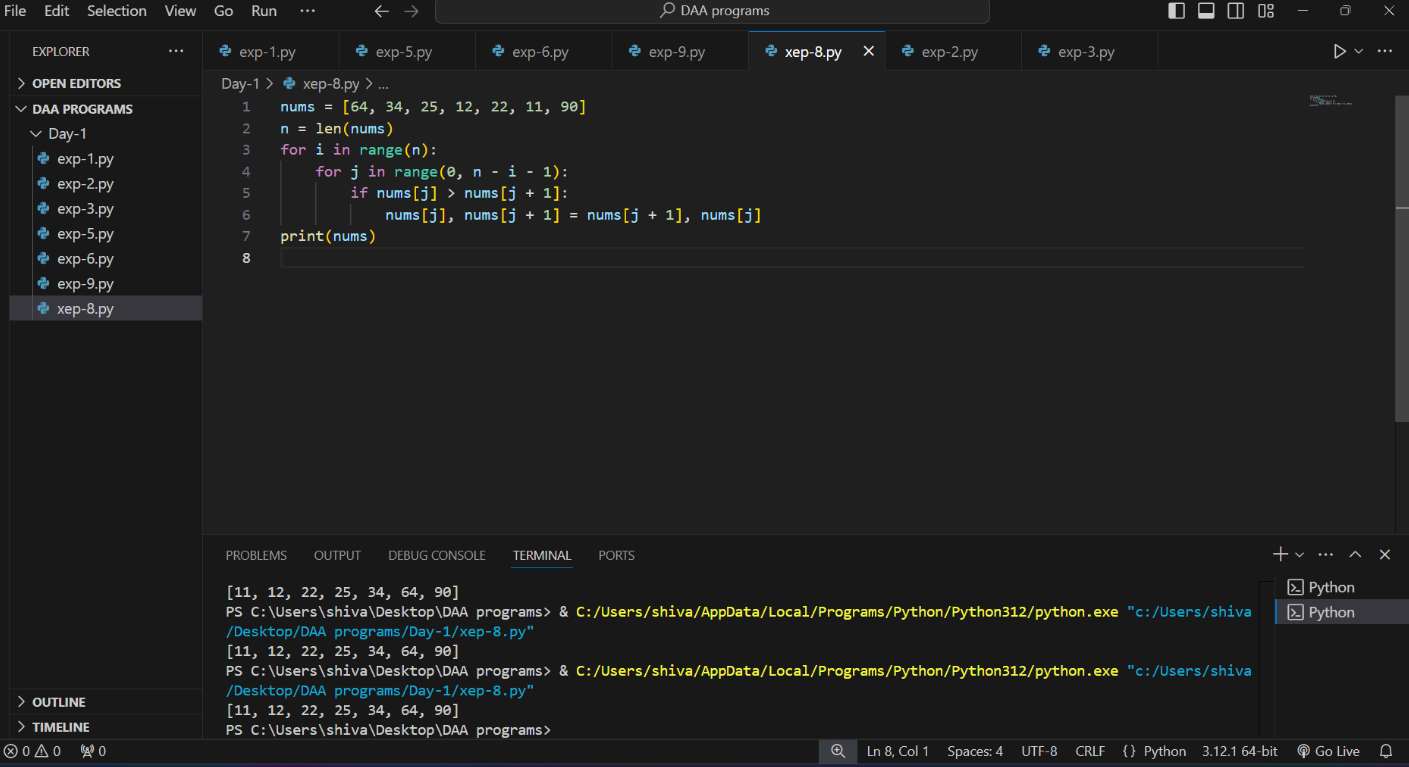 File Edit Selection View Go Run ··· DAA programs
EXPLORER ···
OPEN EDITORS
DAA PROGRAMS
Day-1
exp-1.py
exp-2.py
exp-3.py
exp-5.py
exp-6.py
exp-9.py
xep-8.py
OUTLINE
TIMELINE
exp-1.py exp-5.py exp-6.py exp-9.py xep-8.py exp-2.py exp-3.py
Day-1 > xep-8.py > ...
1 nums = [64, 34, 25, 12, 22, 11, 90]
2 n = len(nums)
3 for i in range(n):
4     for j in range(0, n - i - 1):
5         if nums[j] > nums[j + 1]:
6             nums[j], nums[j + 1] = nums[j + 1], nums[j]
7 print(nums)
8
PROBLEMS OUTPUT DEBUG CONSOLE TERMINAL PORTS
[11, 12, 22, 25, 34, 64, 90]
PS C:\Users\shiva\Desktop\DAA programs> & C:/Users/shiva/AppData/Local/Programs/Python/Python312/python.exe "c:/Users/shiva
/Desktop/DAA programs/Day-1/xep-8.py"
[11, 12, 22, 25, 34, 64, 90]
PS C:\Users\shiva\Desktop\DAA programs> & C:/Users/shiva/AppData/Local/Programs/Python/Python312/python.exe "c:/Users/shiva
/Desktop/DAA programs/Day-1/xep-8.py"
[11, 12, 22, 25, 34, 64, 90]
PS C:\Users\shiva\Desktop\DAA programs>
Python
Python
0 0 0 Ln 8, Col 1 Spaces: 4 UTF-8 CRLF {} Python 3.12.1 64-bit Go Live